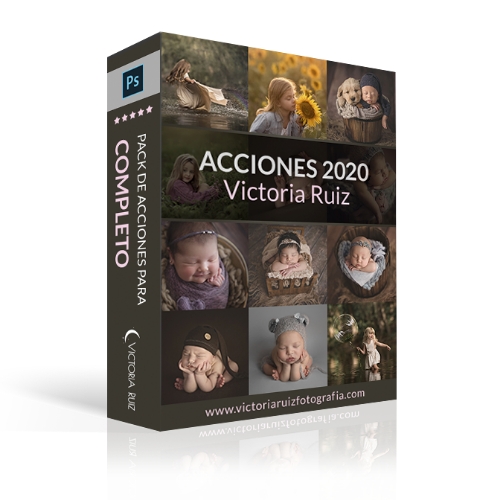 Ps
PACK DE ACCIONES PARA
COMPLETO
VICTORIA RUIZ
ACCIONES 2020
Victoria Ruiz
www.victoriaruizfotografia.com